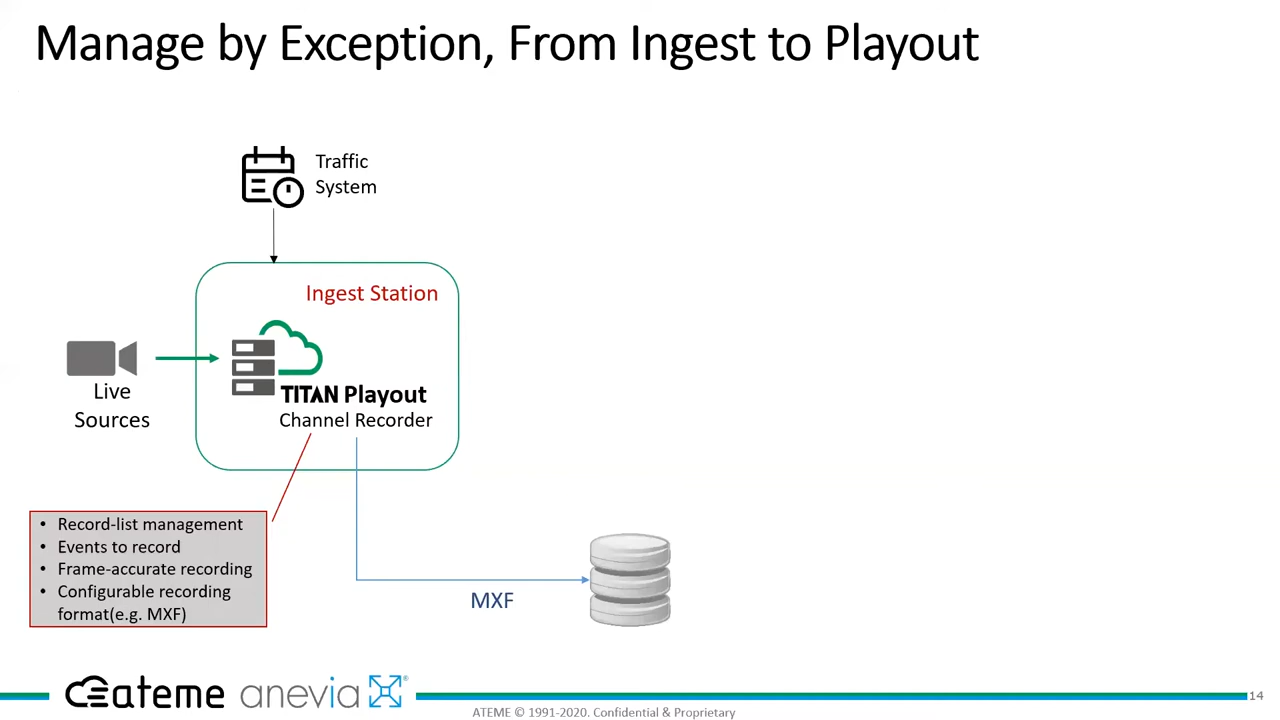 Manage by Exception, From Ingest to Playout
Traffic
System
Ingest Station
Live
Sources
TITAN Playout
Channel Recorder
• Record-list management
• Events to record
• Frame-accurate recording
• Configurable recording
format(e.g. MXF)
MXF
ateme anevia
ATEME © 1991-2020. Confidential & Proprietary
14